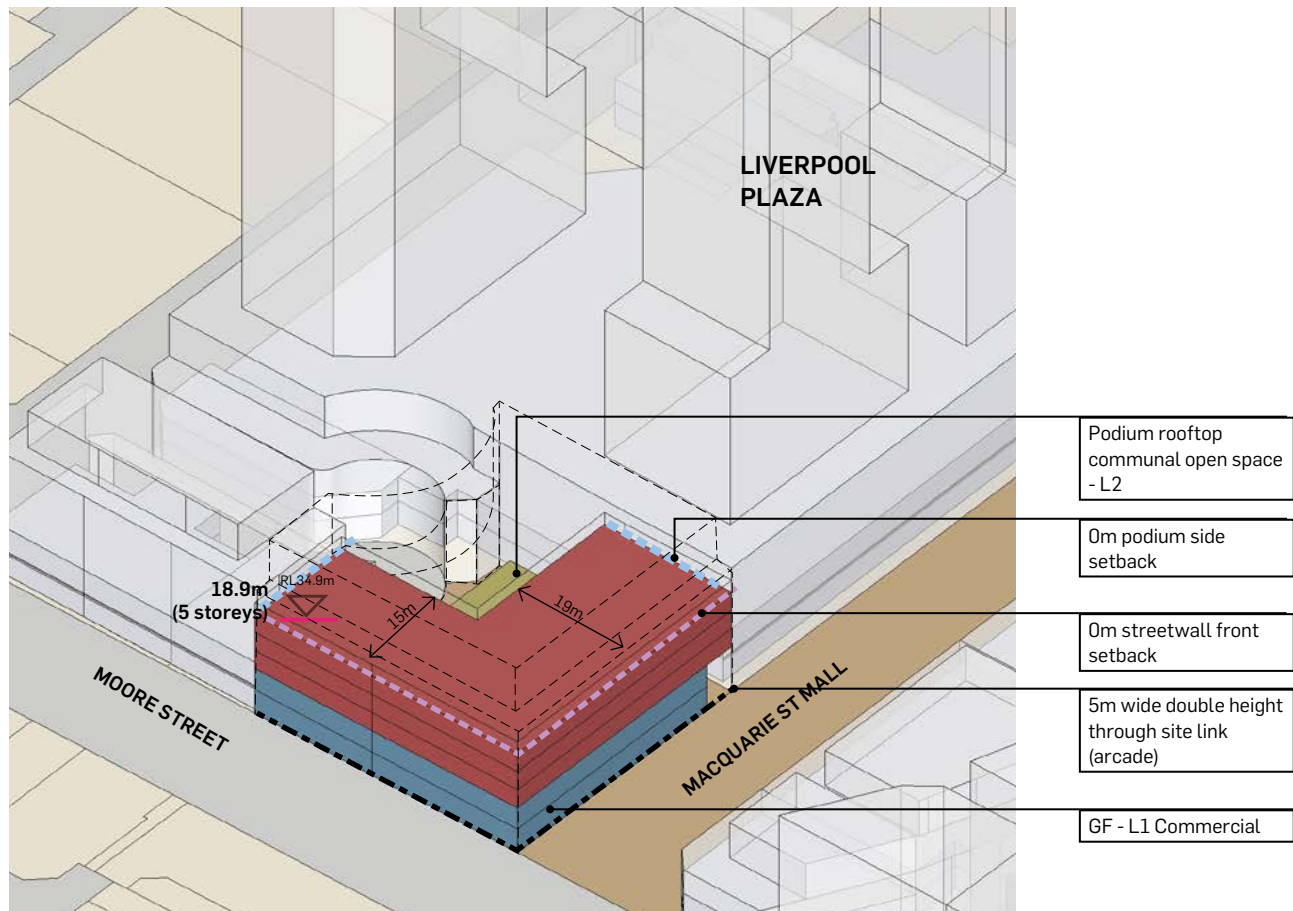 LIVERPOOL
PLAZA
Podium rooftop
communal open space
- L2
0m podium side
setback
RL34.9m
18.9m
(5 storeys)
15m
19m
0m streetwall front
setback
MOORE STREET
MACQUARIE ST MALL
5m wide double height
through site link
(arcade)
GF - L1 Commercial